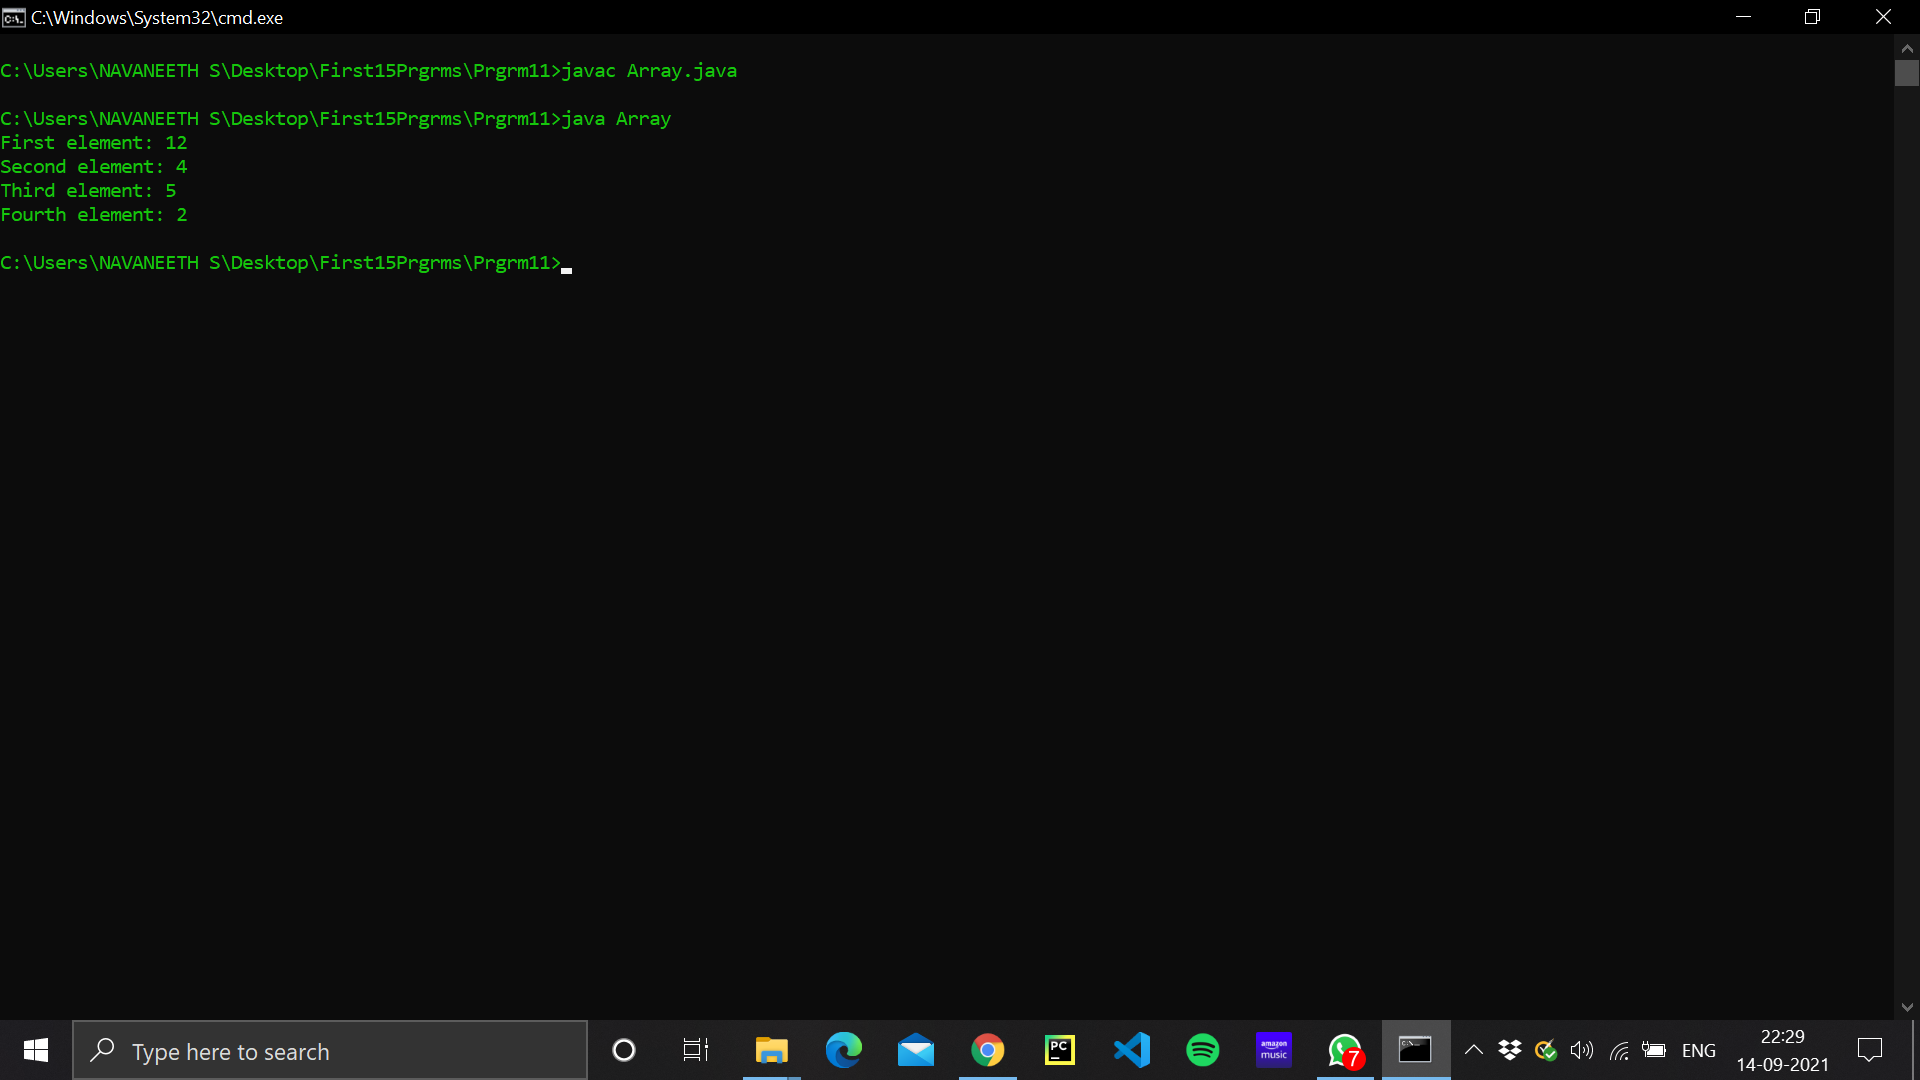 C:\Windows\System32\cmd.exe
C:\Users\NAVANEETH S\Desktop\First15Prgrms\Prgrm11>javac Array.java
C:\Users\NAVANEETH S\Desktop\First15Prgrms\Prgrm11>java Array
First element: 12
Second element: 4
Third element: 5
Fourth element: 2
C:\Users\NAVANEETH S\Desktop\First15Prgrms\Prgrm11>
Type here to search
PC
amazon
music
7
C:\_
ENG
22:29
14-09-2021